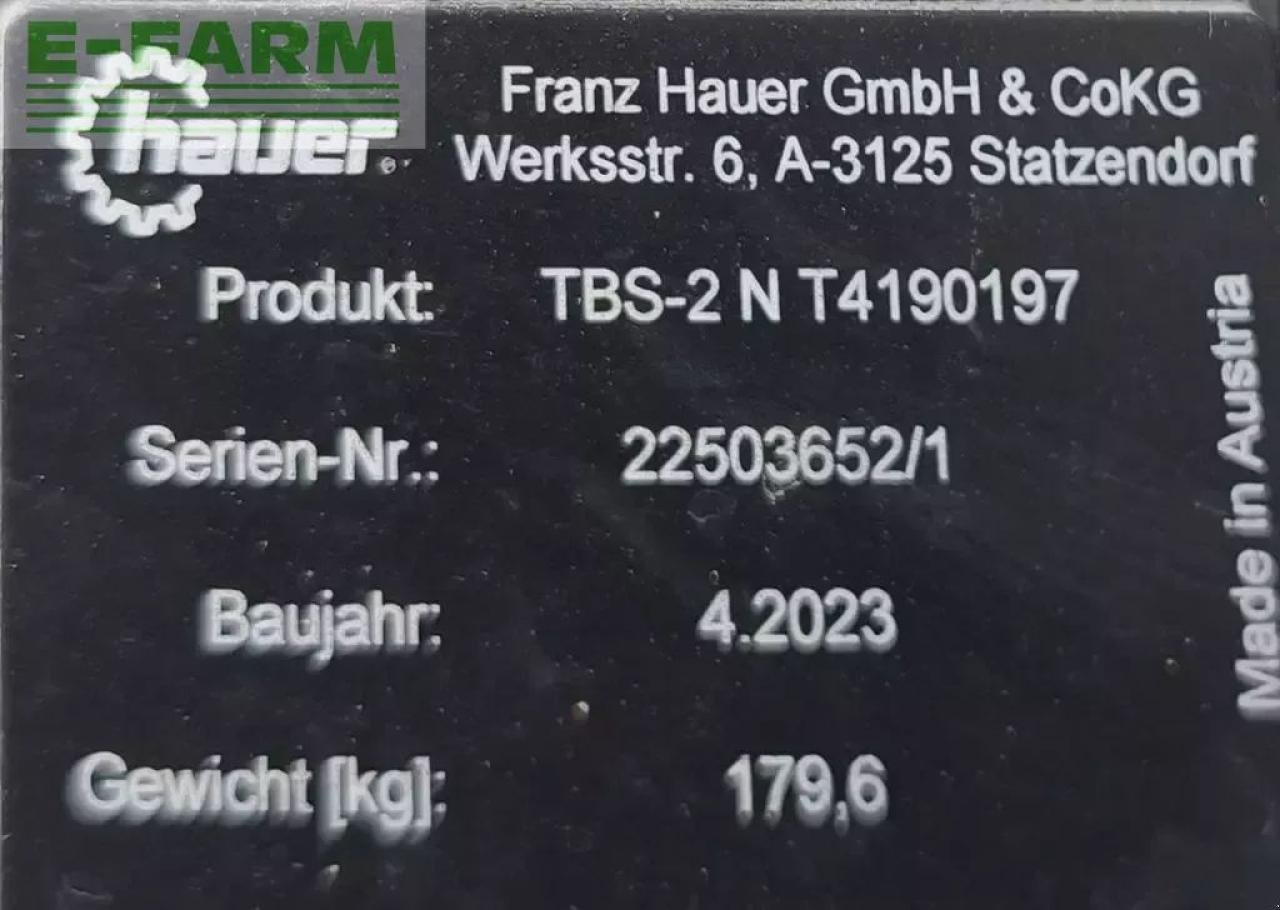 E-FARM
hauer®
Franz Hauer GmbH & CoKG
Werksstr. 6, A-3125 Statzendorf
Produkt: TBS-2 N T4190197
Serien-Nr.: 22503652/1
Baujahr: 4.2023
Gewicht [kg]: 179,6
Made in Austria